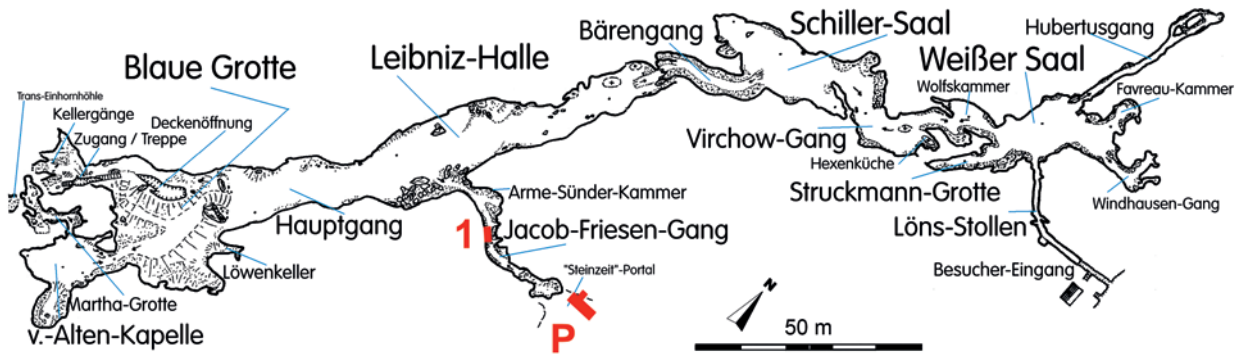 Schiller-Saal
Hubertusgang
Bärengang
Leibniz-Halle
Weißer Saal
Blaue Grotte
Wolfskammer
Favreau-Kammer
Trans-Einhornhöhle
Kellergänge
Deckenöffnung
Zugang / Treppe
Virchow-Gang
Hexenküche
Struckmann-Grotte
Arme-Sünder-Kammer
Windhausen-Gang
Hauptgang
1
Jacob-Friesen-Gang
Löns-Stollen
Löwenkeller
"Steinzeit"-Portal
Besucher-Eingang
Martha-Grotte
N
v.-Alten-Kapelle
P
50 m